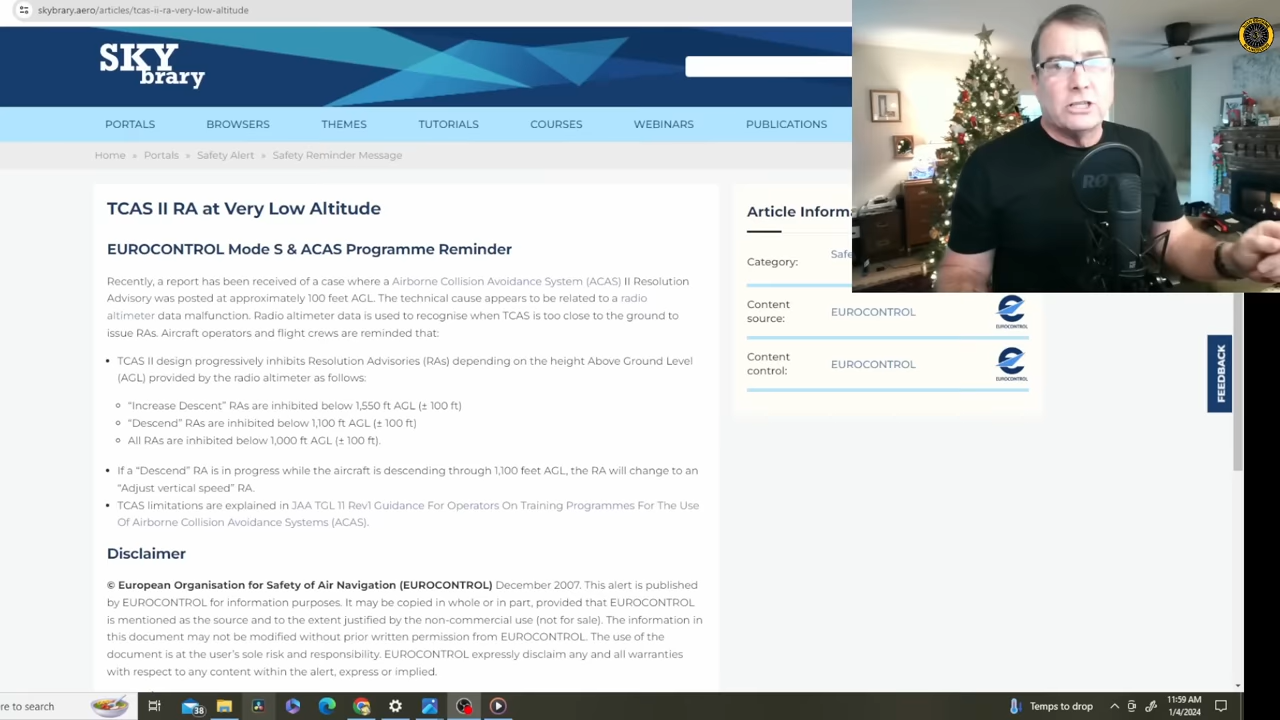 skybrary.aero/articles/tcas-ii-ra-very-low-altitude
SKY
brary
PORTALS BROWSERS THEMES TUTORIALS COURSES WEBINARS PUBLICATIONS
Home » Portals » Safety Alert » Safety Reminder Message
TCAS II RA at Very Low Altitude
EUROCONTROL Mode S & ACAS Programme Reminder
Recently, a report has been received of a case where a Airborne Collision Avoidance System (ACAS) II Resolution
Advisory was posted at approximately 100 feet AGL. The technical cause appears to be related to a radio
altimeter data malfunction. Radio altimeter data is used to recognise when TCAS is too close to the ground to
issue RAs. Aircraft operators and flight crews are reminded that:
• TCAS II design progressively inhibits Resolution Advisories (RAs) depending on the height Above Ground Level
(AGL) provided by the radio altimeter as follows:
“Increase Descent” RAs are inhibited below 1,550 ft AGL (± 100 ft)
“Descend” RAs are inhibited below 1,100 ft AGL (± 100 ft)
All RAs are inhibited below 1,000 ft AGL (± 100 ft).
• If a “Descend” RA is in progress while the aircraft is descending through 1,100 feet AGL, the RA will change to an
“Adjust vertical speed” RA.
• TCAS limitations are explained in JAA TGL 11 Rev1 Guidance For Operators On Training Programmes For The Use
Of Airborne Collision Avoidance Systems (ACAS).
Disclaimer
© European Organisation for Safety of Air Navigation (EUROCONTROL) December 2007. This alert is published
by EUROCONTROL for information purposes. It may be copied in whole or in part, provided that EUROCONTROL
is mentioned as the source and to the extent justified by the non-commercial use (not for sale). The information in
this document may not be modified without prior written permission from EUROCONTROL. The use of the
document is at the user’s sole risk and responsibility. EUROCONTROL expressly disclaim any and all warranties
with respect to any content within the alert, express or implied.
Article Informa
Category: Safe
Content
source: EUROCONTROL
EUROCONTROL
Content
control: EUROCONTROL
EUROCONTROL
FEEDBACK
re to search
38
Temps to drop
11:59 AM
1/4/2024